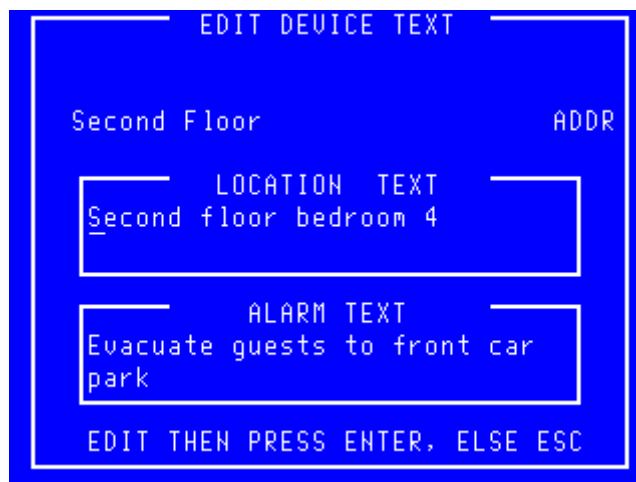 EDIT DEVICE TEXT
Second Floor ADDR
LOCATION TEXT
Second floor bedroom 4
ALARM TEXT
Evacuate guests to front car
park
EDIT THEN PRESS ENTER, ELSE ESC